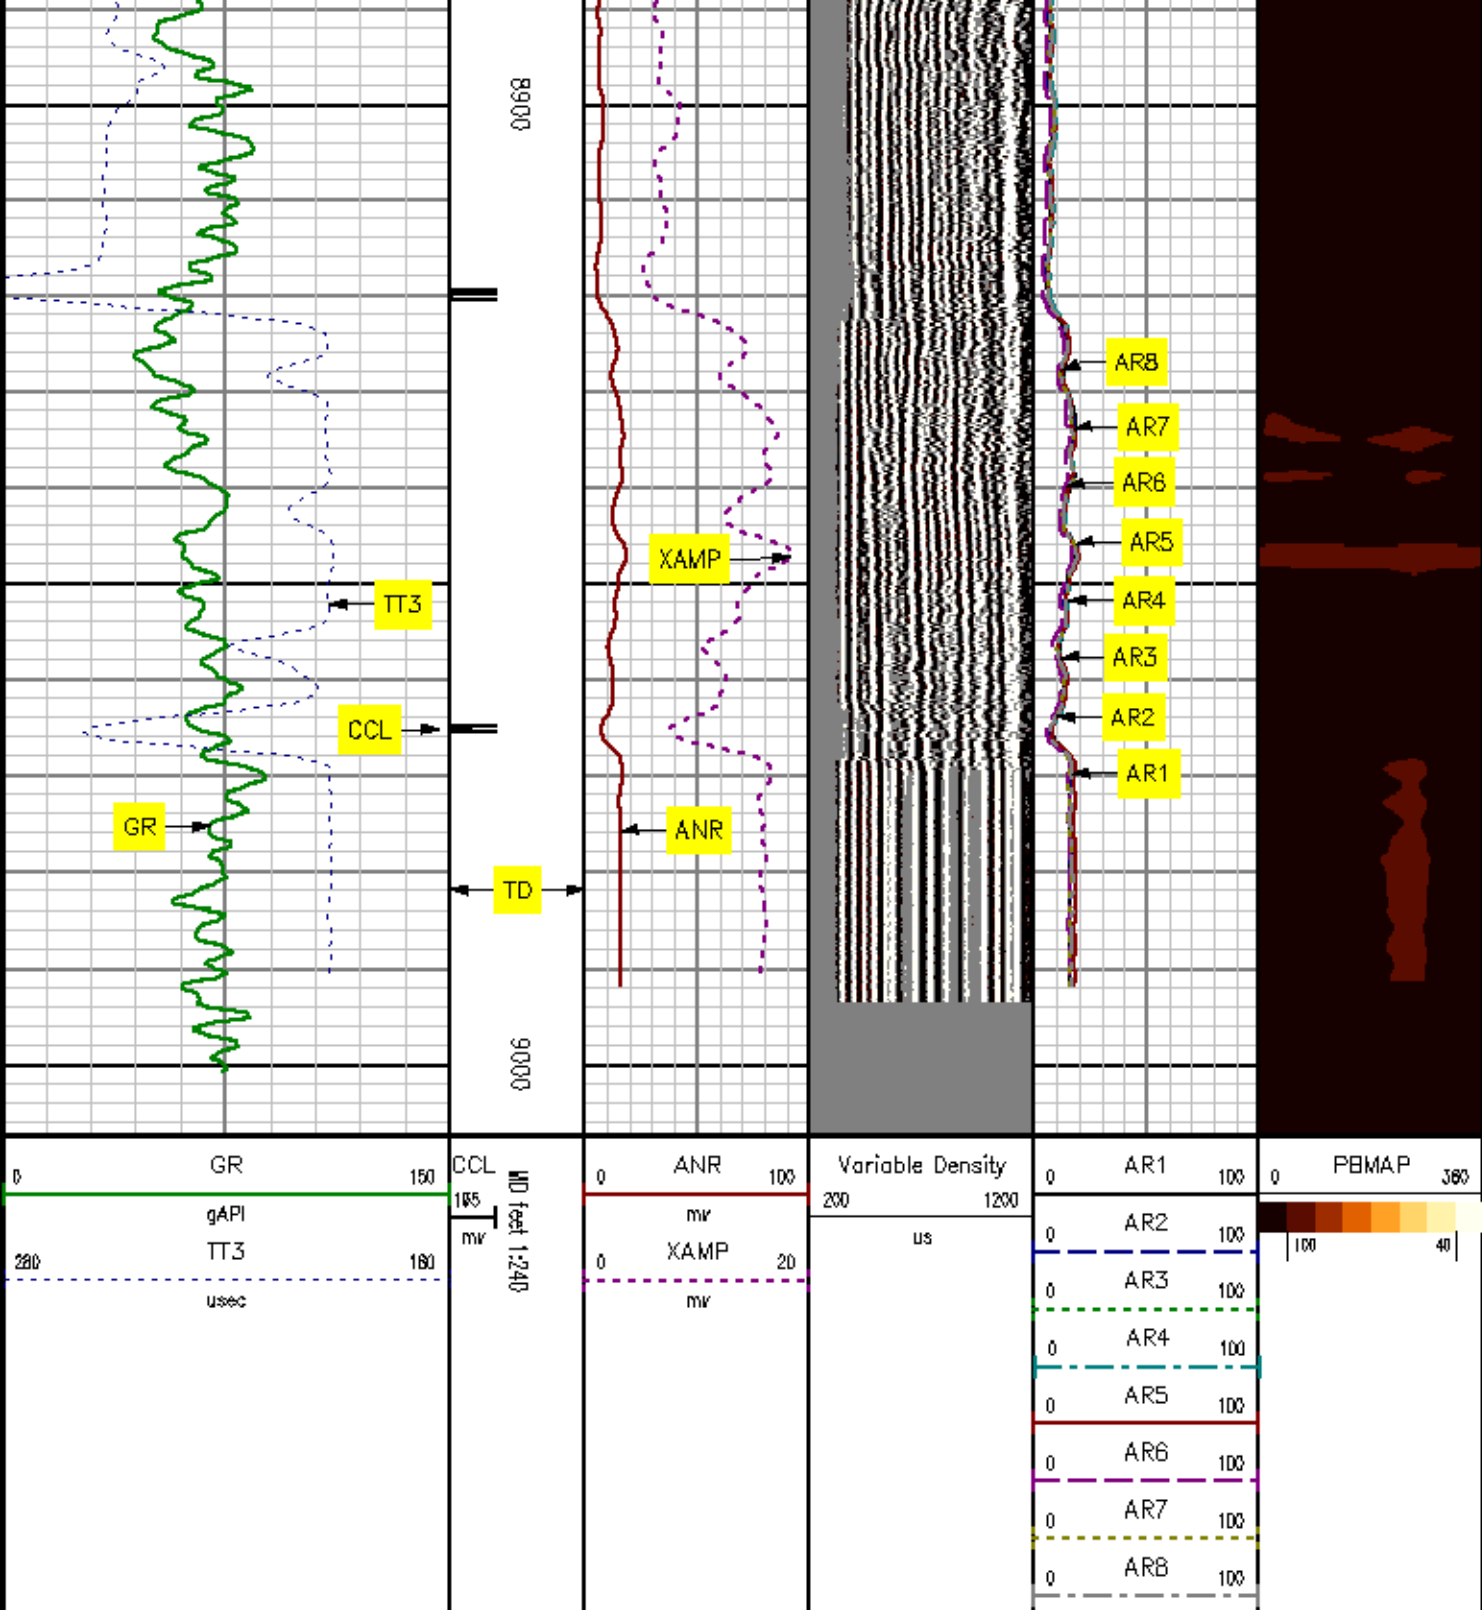 8900
AR8
AR7
AR6
AR5
XAMP
AR4
TT3
AR3
AR2
CCL
AR1
GR
ANR
TD
9000
GR
0 150
gAPI
TT3
280 180
usec
CCL
mv
MD feet 1:240
ANR
0 100
mv
XAMP
0 20
mv
Variable Density
200 1200
us
AR1
0 100
AR2
0 100
AR3
0 100
AR4
0 100
AR5
0 100
AR6
0 100
AR7
0 100
AR8
0 100
PBMAP
0 360
100 40